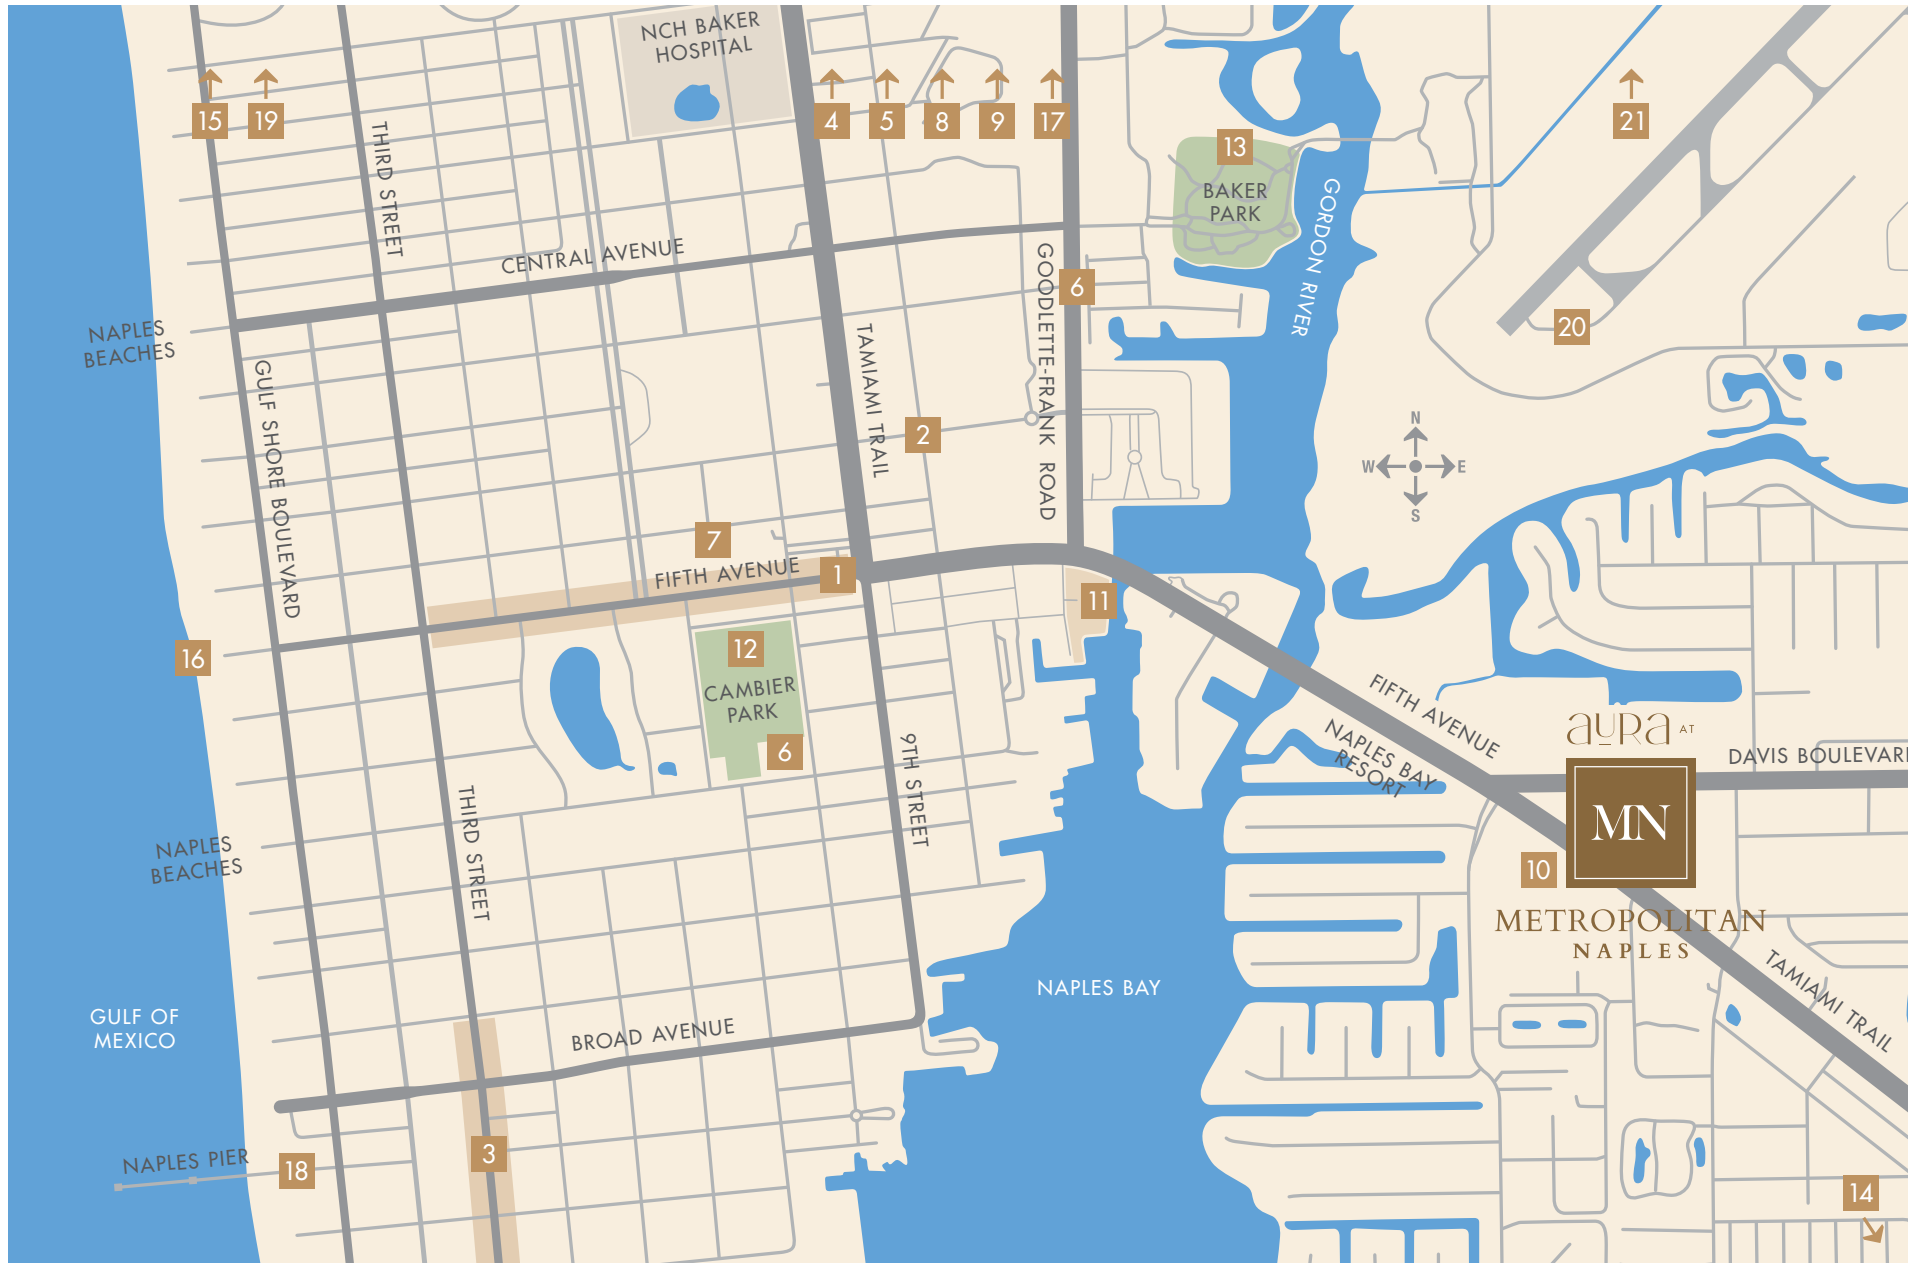 NCH BAKER
HOSPITAL
15
19
4
5
8
9
17
21
THIRD STREET
13
BAKER
PARK
GORDON RIVER
CENTRAL AVENUE
GOODLETTE-FRANK ROAD
6
20
NAPLES
BEACHES
GULF SHORE BOULEVARD
TAMIAMI TRAIL
2
N
W
E
S
7
FIFTH AVENUE
1
11
16
12
CAMBIER
PARK
6
9TH STREET
FIFTH AVENUE
NAPLES BAY
RESORT
aURa AT
DAVIS BOULEVARD
MN
10
METROPOLITAN
NAPLES
THIRD STREET
NAPLES
BEACHES
TAMIAMI TRAIL
NAPLES BAY
GULF OF
MEXICO
BROAD AVENUE
NAPLES PIER
18
3
14